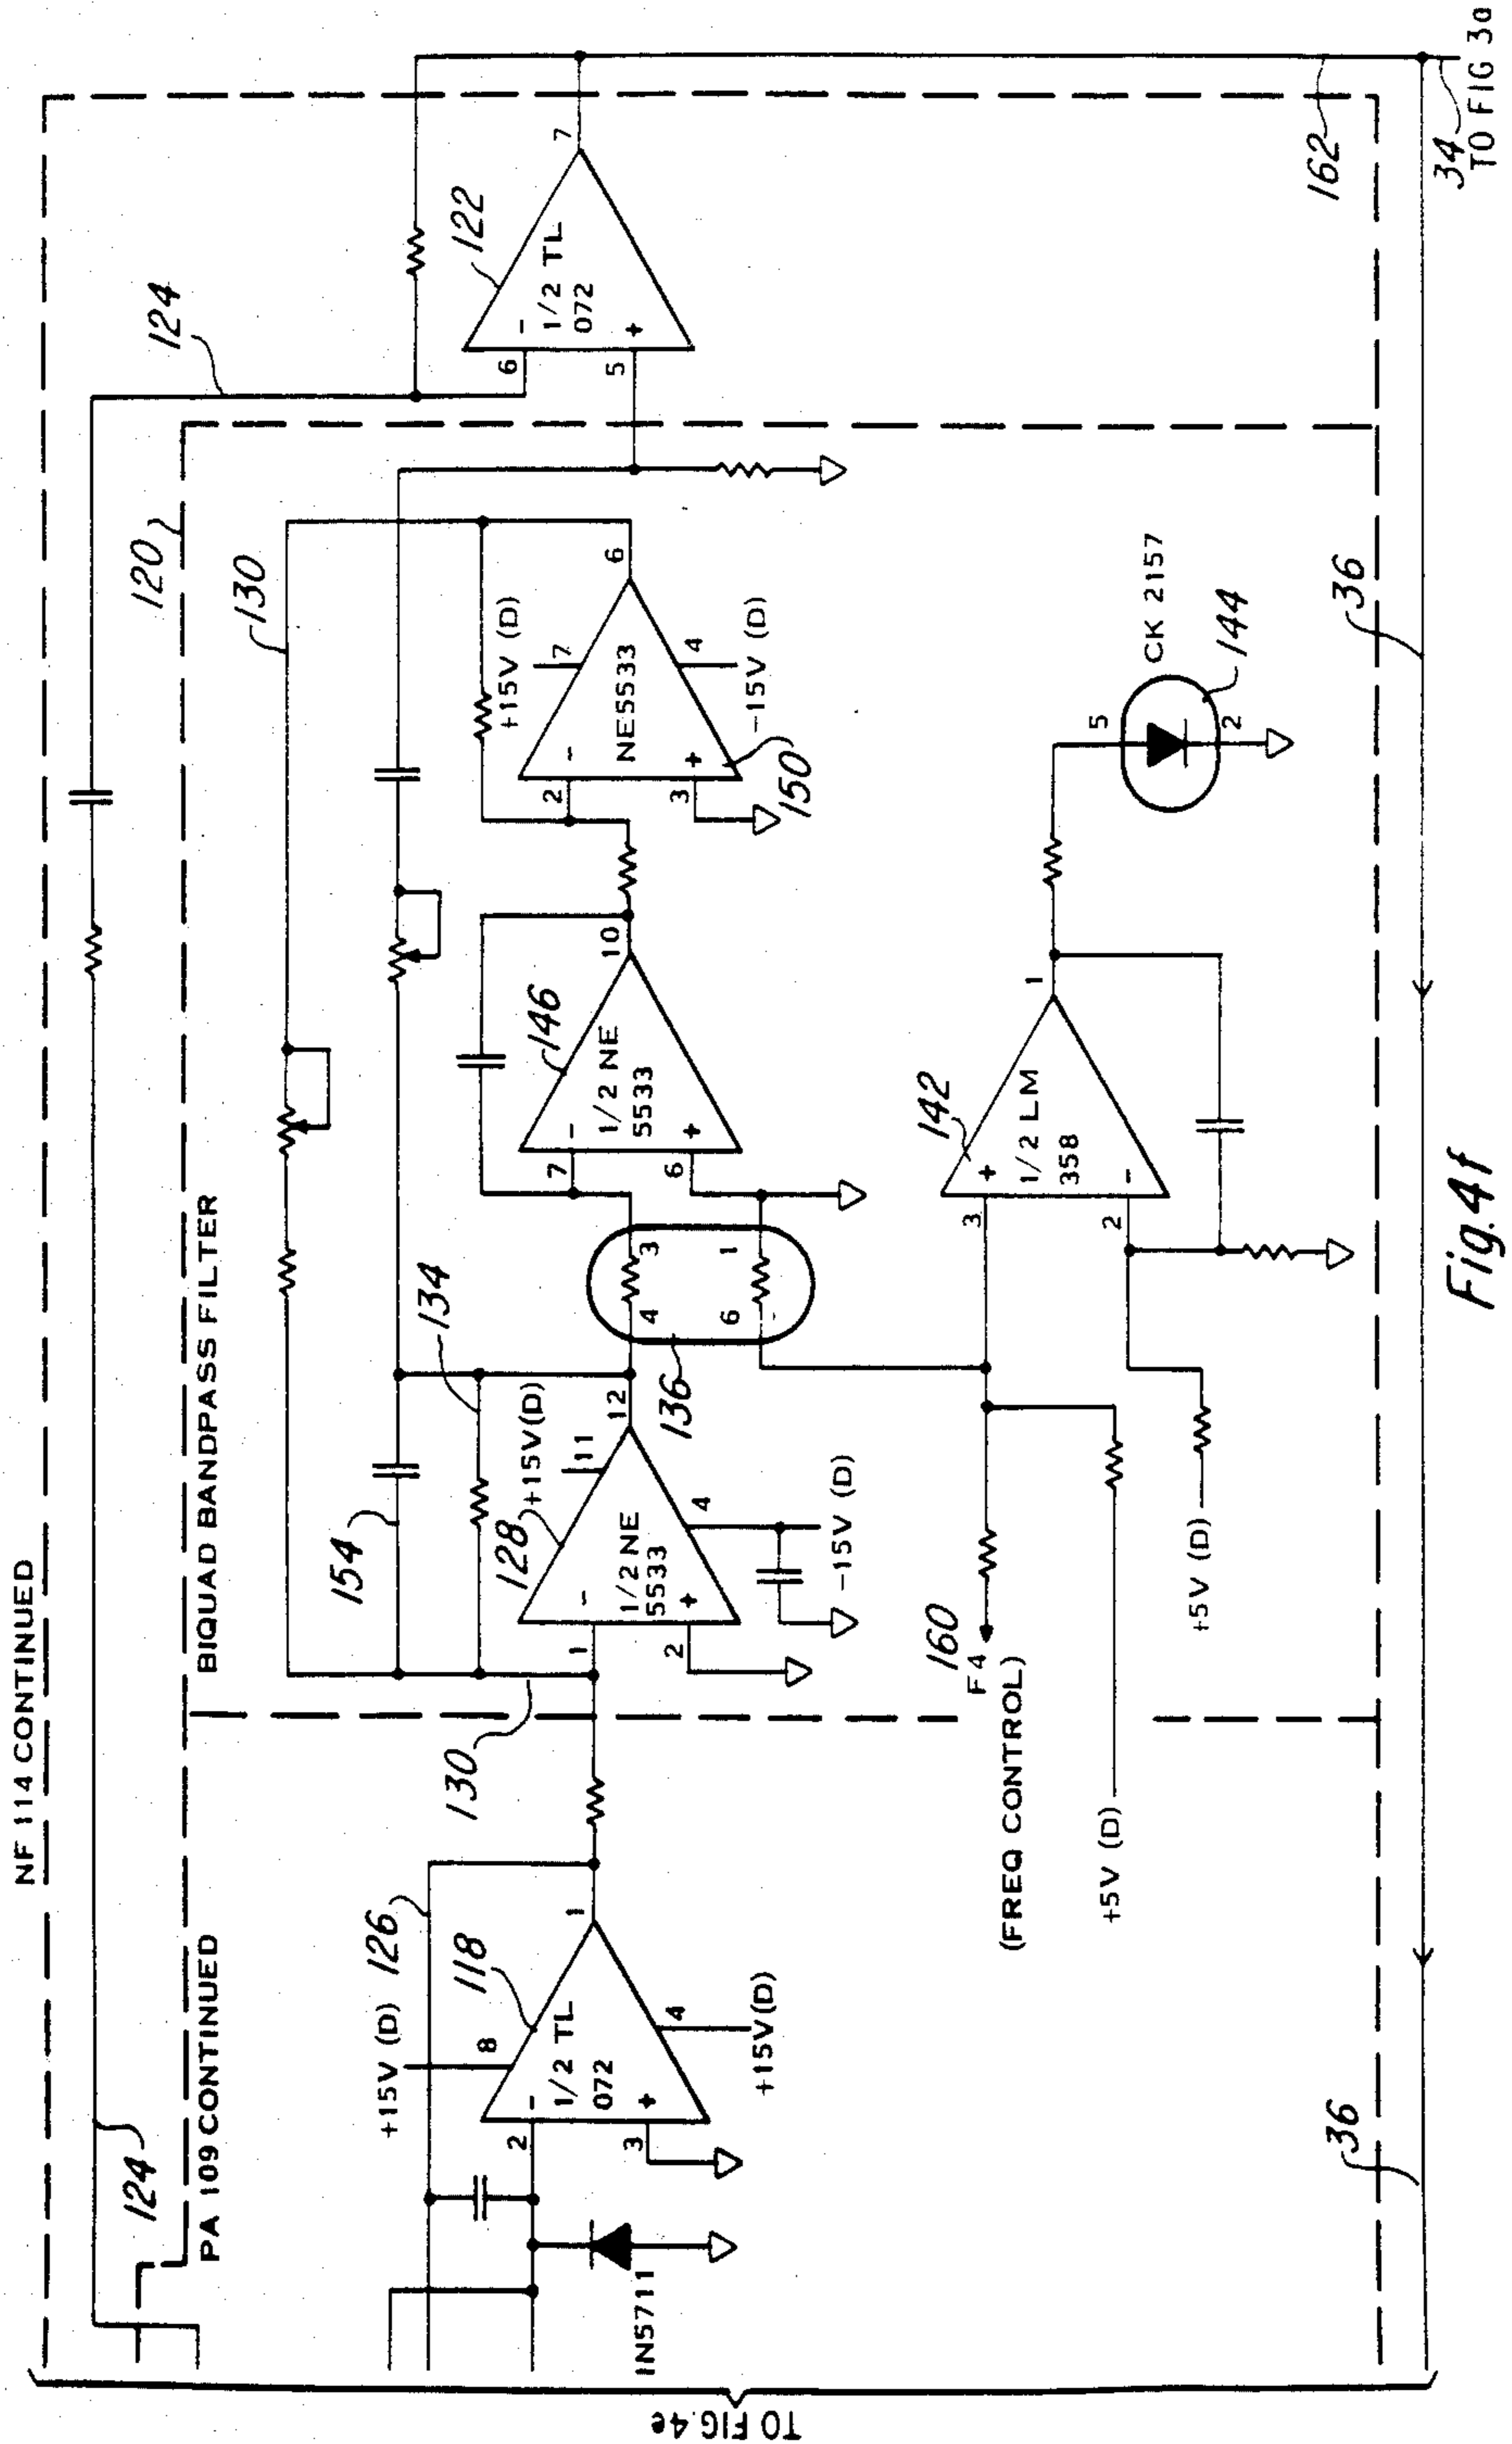 NF 114 CONTINUED
124
124
120
PA 109 CONTINUED
BIQUAD BANDPASS FILTER
130
154
134
126
+15V (D)
118
8
1/2 TL
072
-
+
2
3
1
4
+15V (D)
1N5711
130
128
+15V (D)
11
1/2 NE
5533
-
+
1
2
12
4
-15V (D)
136
4
3
6
1
146
1/2 NE
5533
-
+
7
6
10
+15V (D)
7
NE5533
-
+
2
3
6
4
-15V (D)
150
122
1/2 TL
072
-
+
6
5
7
160
F4
(FREQ CONTROL)
+5V (D)
+5V (D)
142
1/2 LM
358
+
-
3
2
1
CK 2157
5
2
144
36
36
162
34
TO FIG 3a
TO FIG. 4e
Fig. 4f